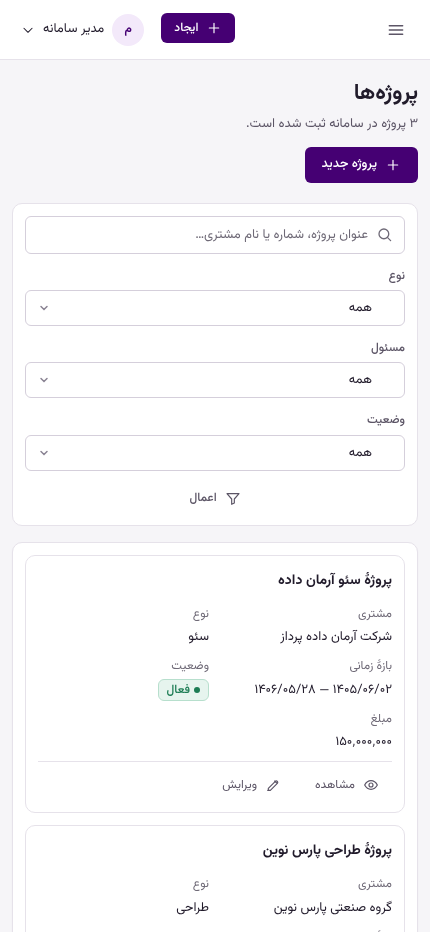 ایجاد
م
مدیر سامانه
پروژه‌ها
۳ پروژه در سامانه ثبت شده است.
پروژه جدید
عنوان پروژه، شماره یا نام مشتری...
نوع
همه
مسئول
همه
وضعیت
همه
اعمال
پروژهٔ سئو آرمان داده
مشتری
نوع
شرکت آرمان داده پرداز
سئو
بازهٔ زمانی
وضعیت
۱۴۰۵/۰۶/۰۲ — ۱۴۰۶/۰۵/۲۸
فعال
مبلغ
۱۵۰,۰۰۰,۰۰۰
مشاهده
ویرایش
پروژهٔ طراحی پارس نوین
مشتری
نوع
گروه صنعتی پارس نوین
طراحی